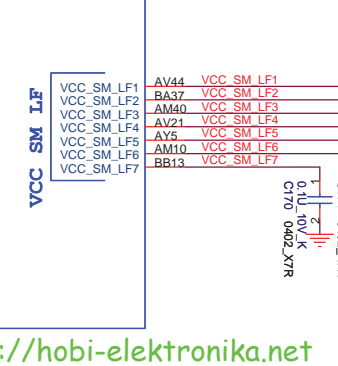 VCC SM LF
VCC_SM_LF1 AV44 VCC_SM_LF1
VCC_SM_LF2 BA37 VCC_SM_LF2
VCC_SM_LF3 AM40 VCC_SM_LF3
VCC_SM_LF4 AV21 VCC_SM_LF4
VCC_SM_LF5 AY5 VCC_SM_LF5
VCC_SM_LF6 AM10 VCC_SM_LF6
VCC_SM_LF7 BB13 VCC_SM_LF7
1
2
0.1U_10V_K
C170 0402_X7R
://hobi-elektronika.net